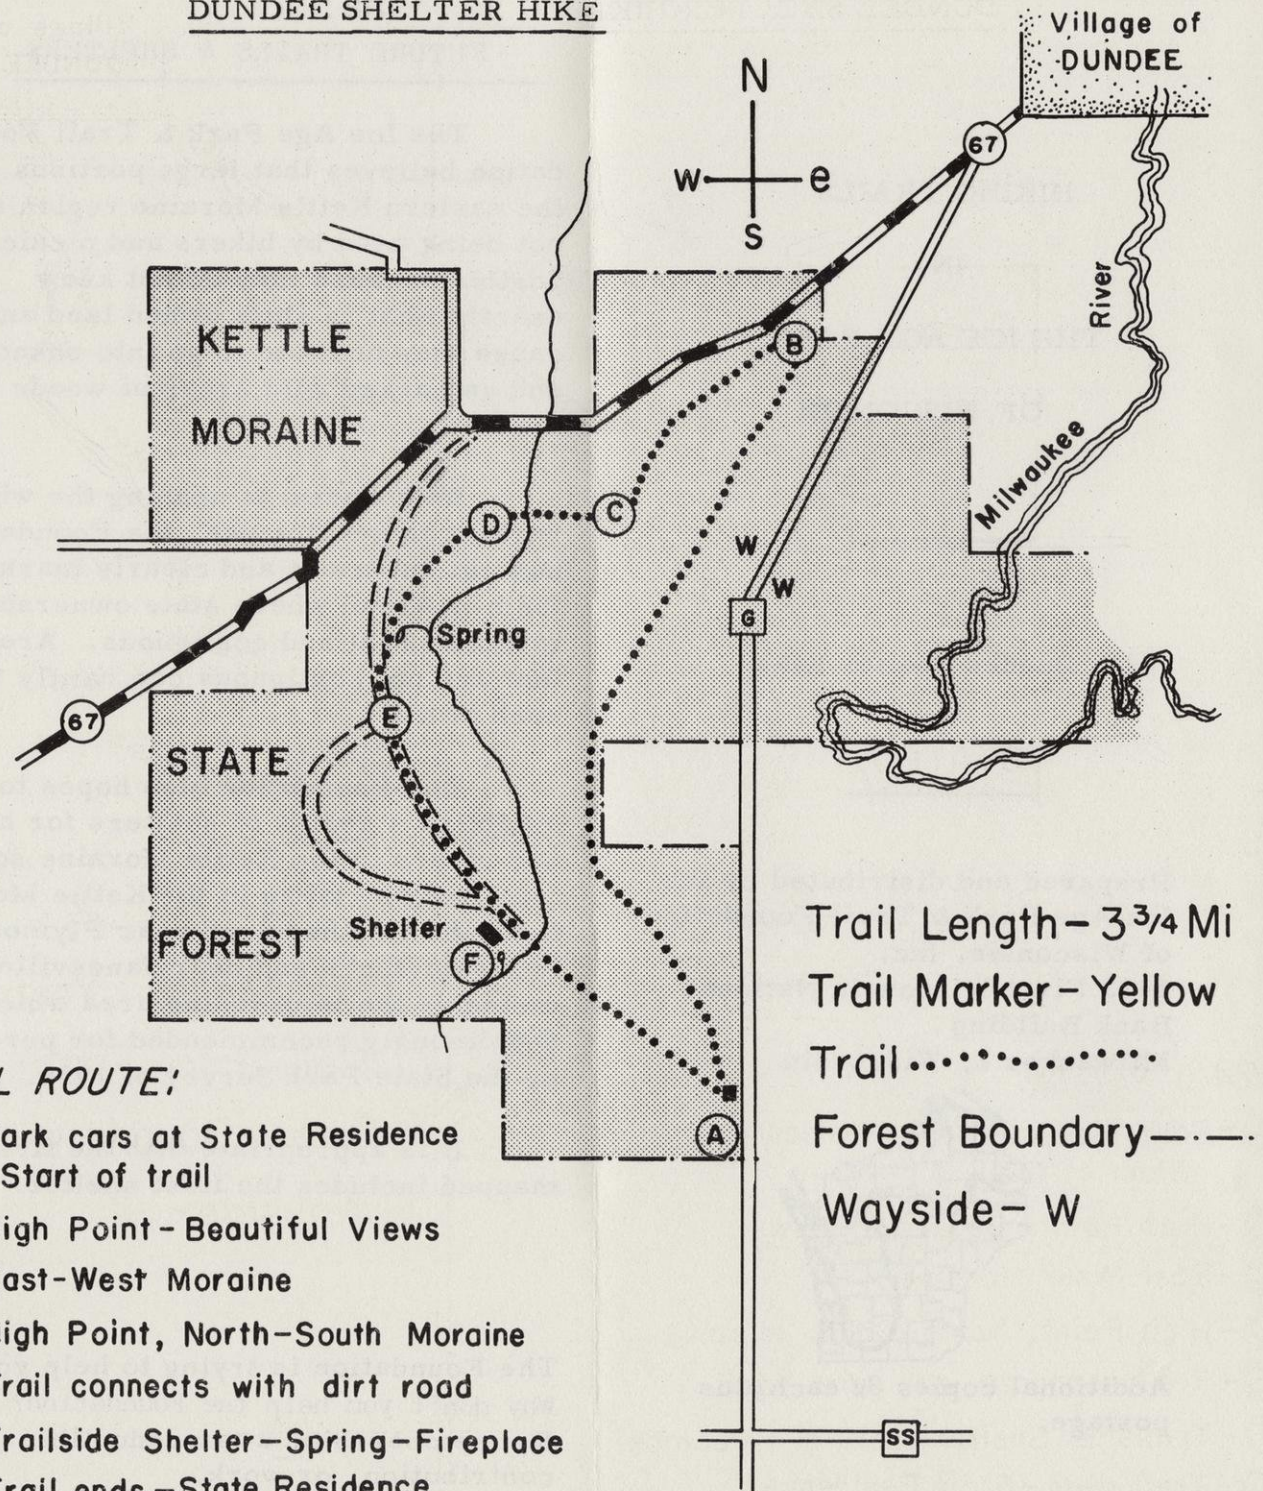 DUNDEE SHELTER HIKE
Village of
DUNDEE
N
W e
S
67
River
Milwaukee
B
KETTLE
MORAINE
D
C
W
W
G
Spring
67
E
STATE
FOREST
Shelter
F
A
Trail Length - 3 3/4 Mi
Trail Marker - Yellow
Trail
Forest Boundary
Wayside - W
SS
L ROUTE:
ark cars at State Residence
Start of trail
igh Point - Beautiful Views
ast-West Moraine
igh Point, North-South Moraine
rail connects with dirt road
railside Shelter-Spring-Fireplace
rail ends - State Residence